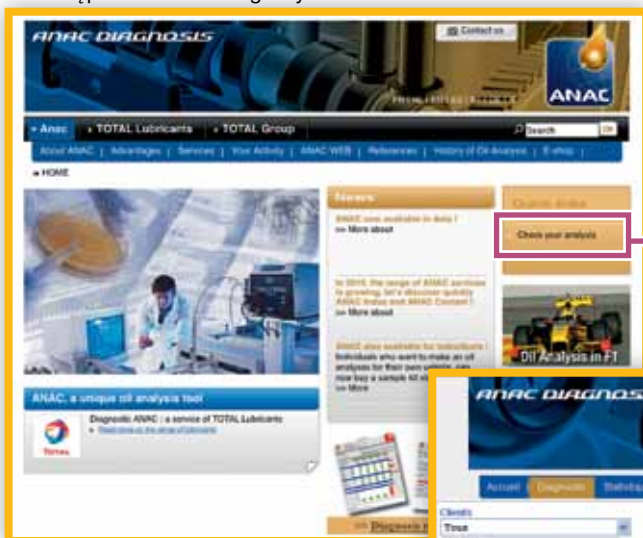 ANAC DIAGNOSIS
Contact us
ANAC
Anac
TOTAL Lubricants
TOTAL Group
Search
OK
About ANAC | Advantages | Services | Your Activity | ANAC WEB | References | History of Oil Analysis | E-shop |
HOME
News
ANAC now available in
>> More about
Check your analysis
In 2010, the range of ANAC services
is growing, let's discover quickly
ANAC Index and ANAC
>> More about
ANAC also available for individuals !
Individuals who want to make an oil
analysis for their own
now buy a sample kit
>> More
Oil Analysis in F1
ANAC, a unique oil analysis tool
Diagnostic ANAC : a service of TOTAL Lubricants
TOTAL
>> Diagnosis
ANAC DIAGNOS
Accueil
Diagnostic
Clients
Tous